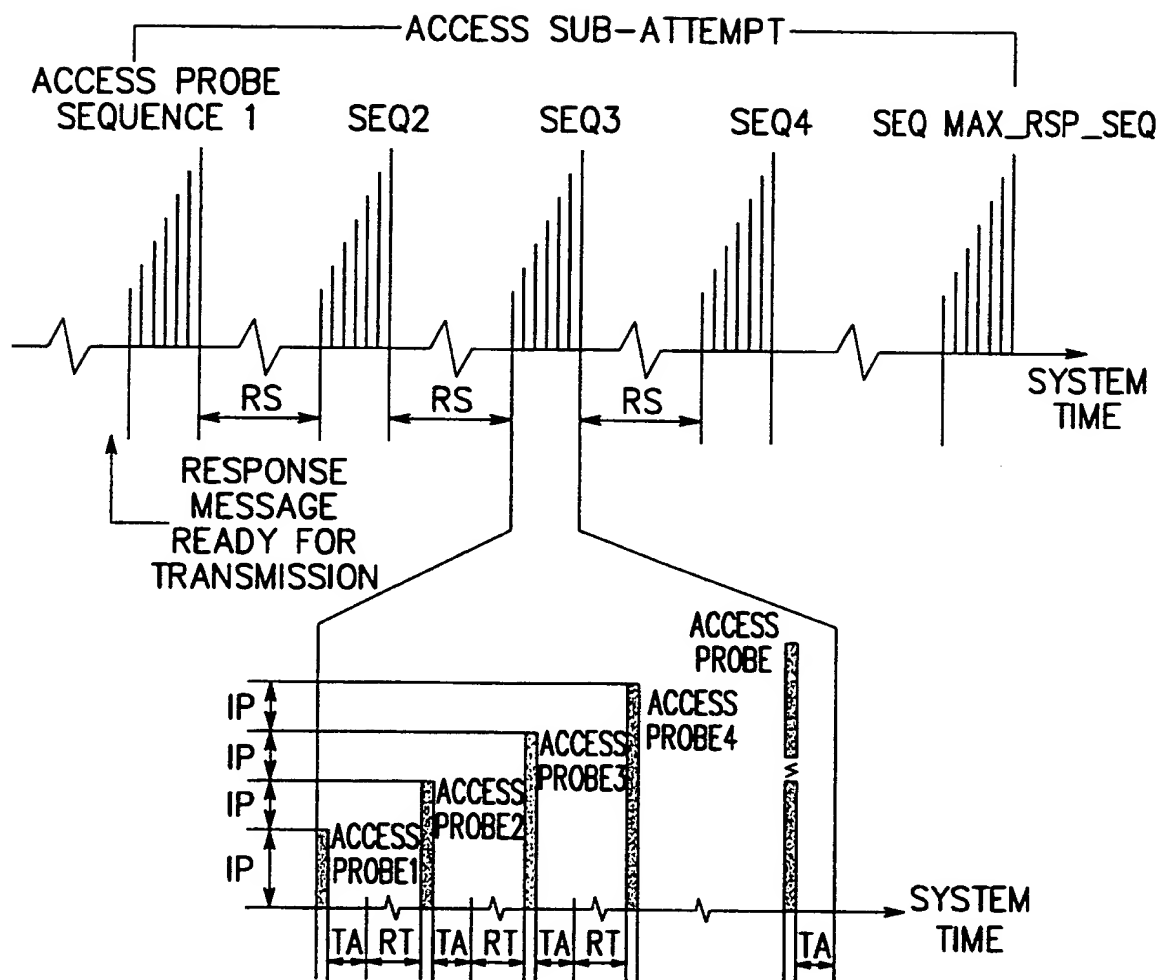 ACCESS SUB-ATTEMPT
ACCESS PROBE
SEQUENCE 1
SEQ2
SEQ3
SEQ4
SEQ MAX_RSP_SEQ
RS
RS
RS
SYSTEM
TIME
RESPONSE
MESSAGE
READY FOR
TRANSMISSION
ACCESS
PROBE
IP
IP
IP
IP
ACCESS
PROBE4
ACCESS
PROBE3
ACCESS
PROBE2
ACCESS
PROBE1
SYSTEM
TIME
TA
RT
TA
RT
TA
RT
TA